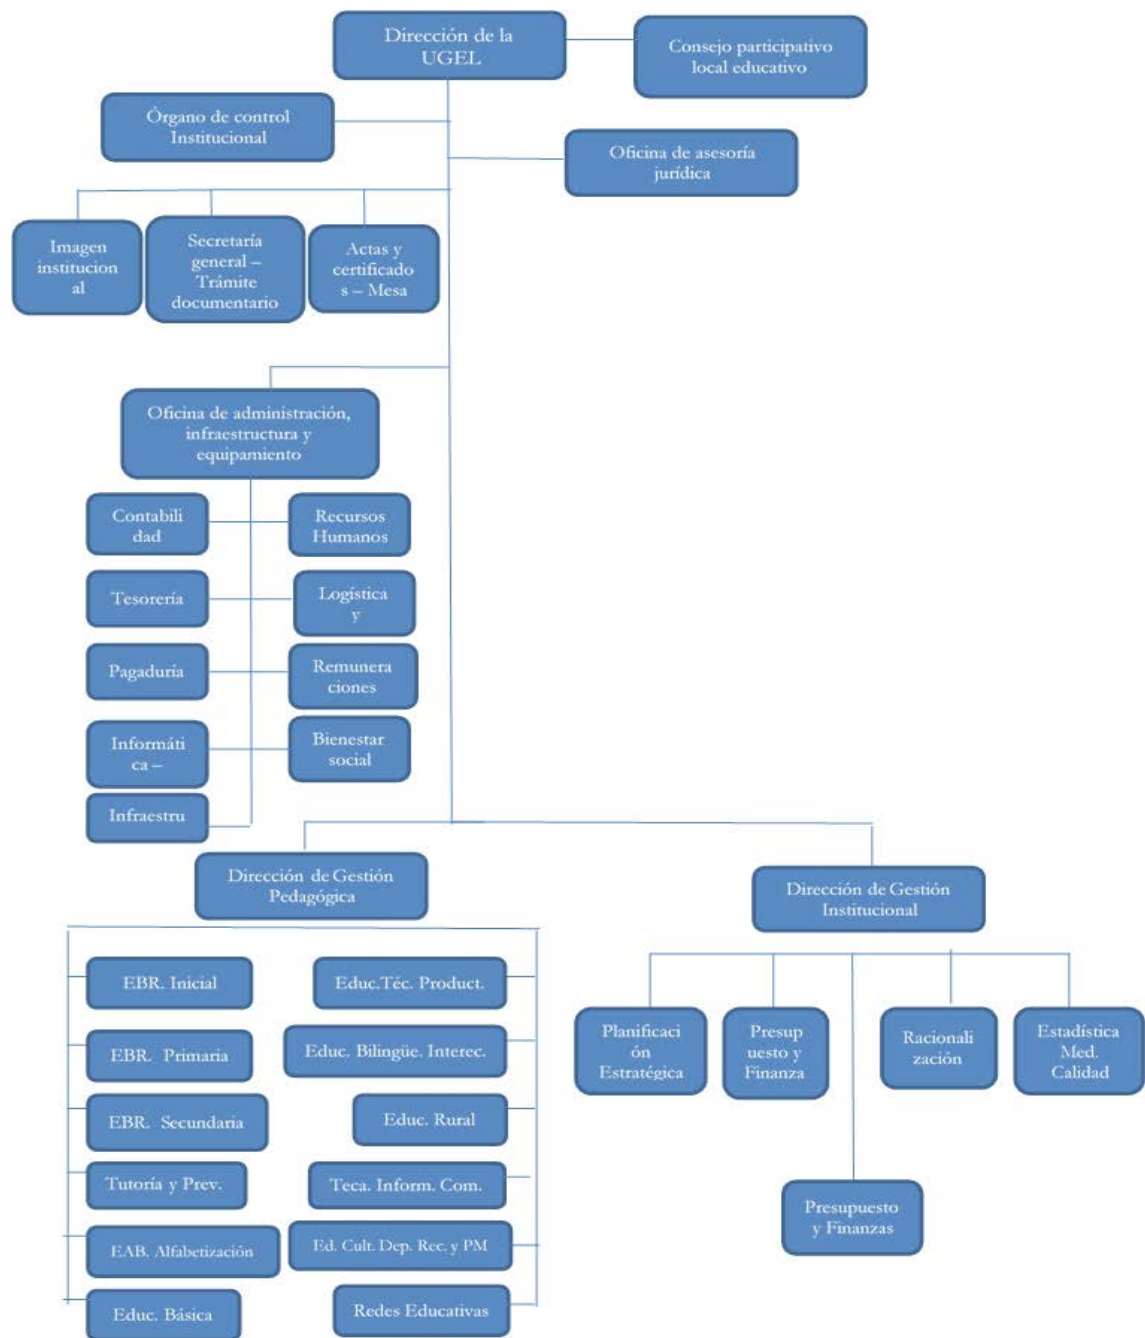 Dirección de la
UGEL
Consejo participativo
local educativo
Órgano de control
Institucional
Oficina de asesoría
jurídica
Imagen
institucion
al
Secretaría
general –
Trámite
documentario
Actas y
certificado
s – Mesa
Oficina de administración,
infraestructura y
equipamiento
Contabili
dad
Recursos
Humanos
Tesorería
Logística
y
Pagaduría
Remunera
ciones
Informáti
ca –
Bienestar
social
Infraestru
Dirección de Gestión
Pedagógica
Dirección de Gestión
Institucional
EBR. Inicial
Educ.Téc. Product.
EBR. Primaria
Educ. Bilingüe. Interec.
EBR. Secundaria
Educ. Rural
Tutoría y Prev.
Teca. Inform. Com.
EAB. Alfabetización
Ed. Cult. Dep. Rec. y PM
Educ. Básica
Redes Educativas
Planificaci
ón
Estratégica
Presup
uesto y
Finanza
Racionali
zación
Estadística
Med.
Calidad
Presupuesto
y Finanzas